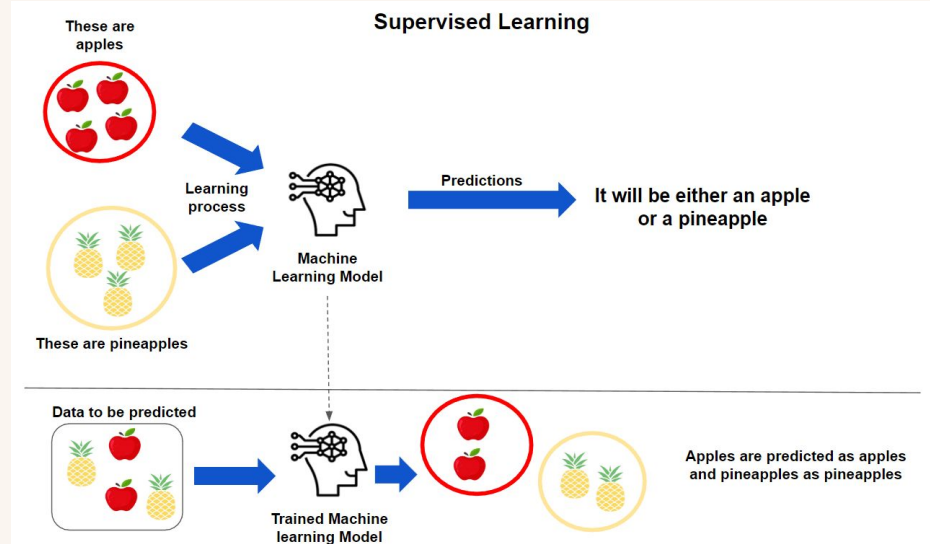 Supervised Learning
These are
apples
Learning
process
These are pineapples
Machine
Learning Model
Predictions
It will be either an apple
or a pineapple
Data to be predicted
Trained Machine
learning Model
Apples are predicted as apples
and pineapples as pineapples